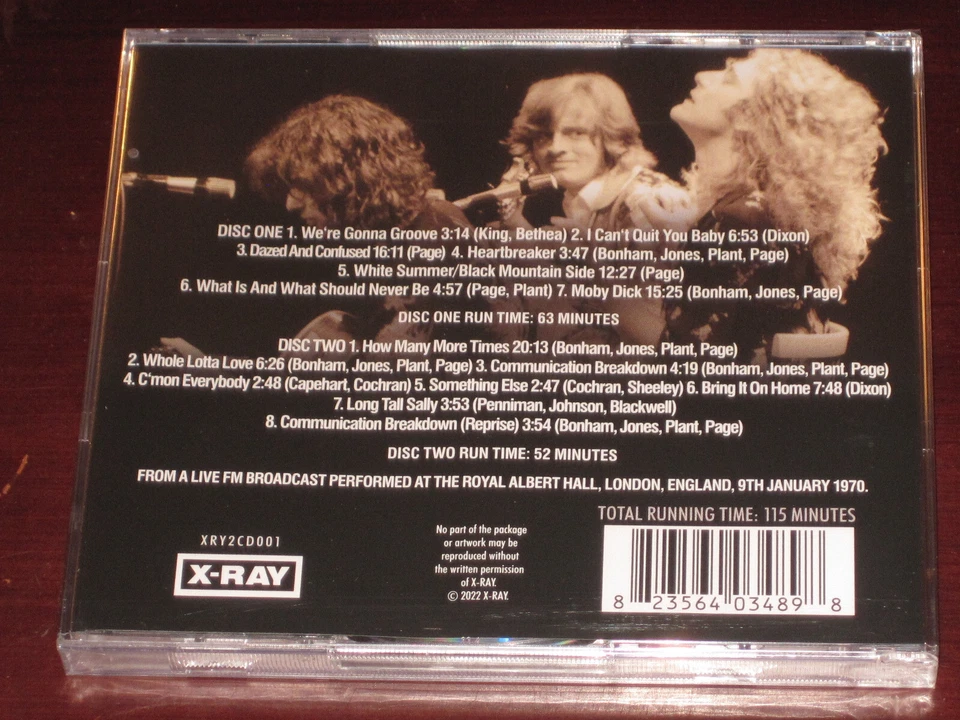 DISC ONE 1. We're Gonna Groove 3:14 (King, Bethea) 2. I Can't Quit You Baby 6:53 (Dixon)
3. Dazed And Confused 16:11 (Page) 4. Heartbreaker 3:47 (Bonham, Jones, Plant, Page)
5. White Summer/Black Mountain Side 12:27 (Page)
6. What Is And What Should Never Be 4:57 (Page, Plant) 7. Moby Dick 15:25 (Bonham, Jones, Page)
DISC ONE RUN TIME: 63 MINUTES
DISC TWO 1. How Many More Times 20:13 (Bonham, Jones, Plant, Page)
2. Whole Lotta Love 6:26 (Bonham, Jones, Plant, Page) 3. Communication Breakdown 4:19 (Bonham, Jones, Plant, Page)
4. C'mon Everybody 2:48 (Capehart, Cochran) 5. Something Else 2:47 (Cochran, Sheeley) 6. Bring It On Home 7:48 (Dixon)
7. Long Tall Sally 3:53 (Penniman, Johnson, Blackwell)
8. Communication Breakdown (Reprise) 3:54 (Bonham, Jones, Plant, Page)
DISC TWO RUN TIME: 52 MINUTES
FROM A LIVE FM BROADCAST PERFORMED AT THE ROYAL ALBERT HALL, LONDON, ENGLAND, 9TH JANUARY 1970.
TOTAL RUNNING TIME: 115 MINUTES
XRY2CD001
X-RAY
No part of the package
or artwork may be
reproduced without
the written permission
of X-RAY.
© 2022 X-RAY.
8 23564 03489 8